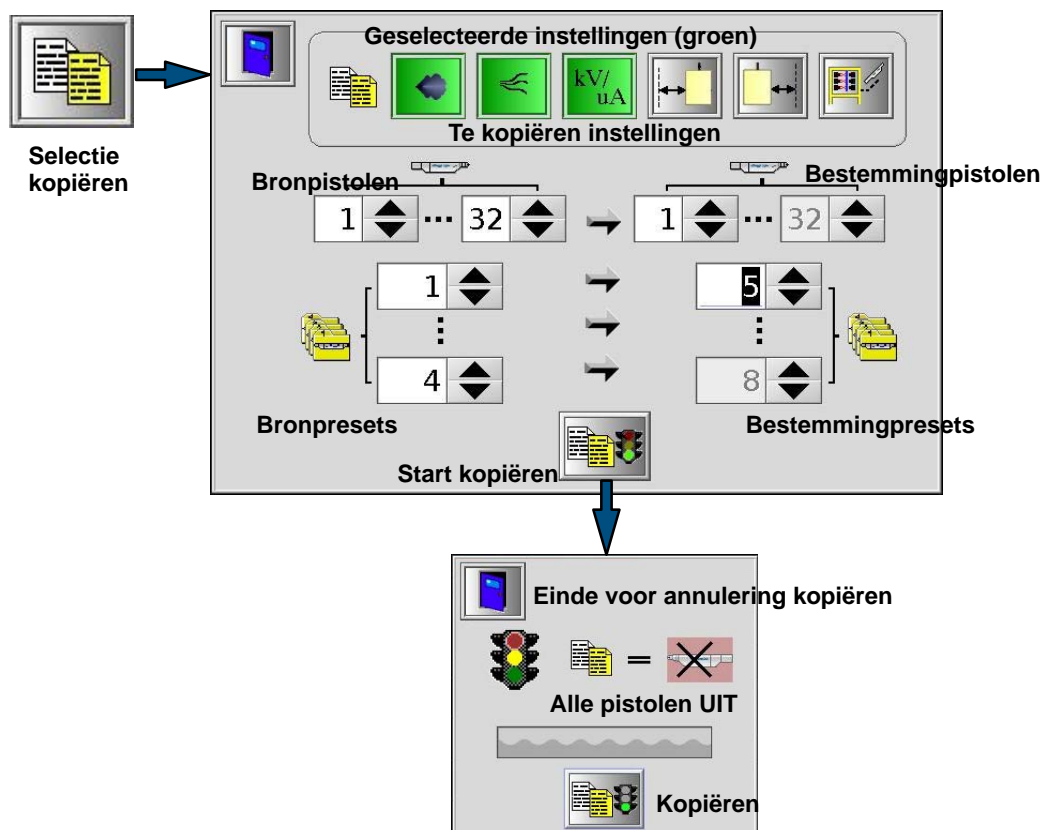 Geselecteerde instellingen (groen)
kV/
uA
Te kopiëren instellingen
Selectie
kopiëren
Bronpistolen
Bestemmingpistolen
1 ... 32 1 ... 32
1 5
4 8
Bronpresets
Bestemmingpresets
Start kopiëren
Einde voor annulering kopiëren
=
Alle pistolen UIT
Kopiëren